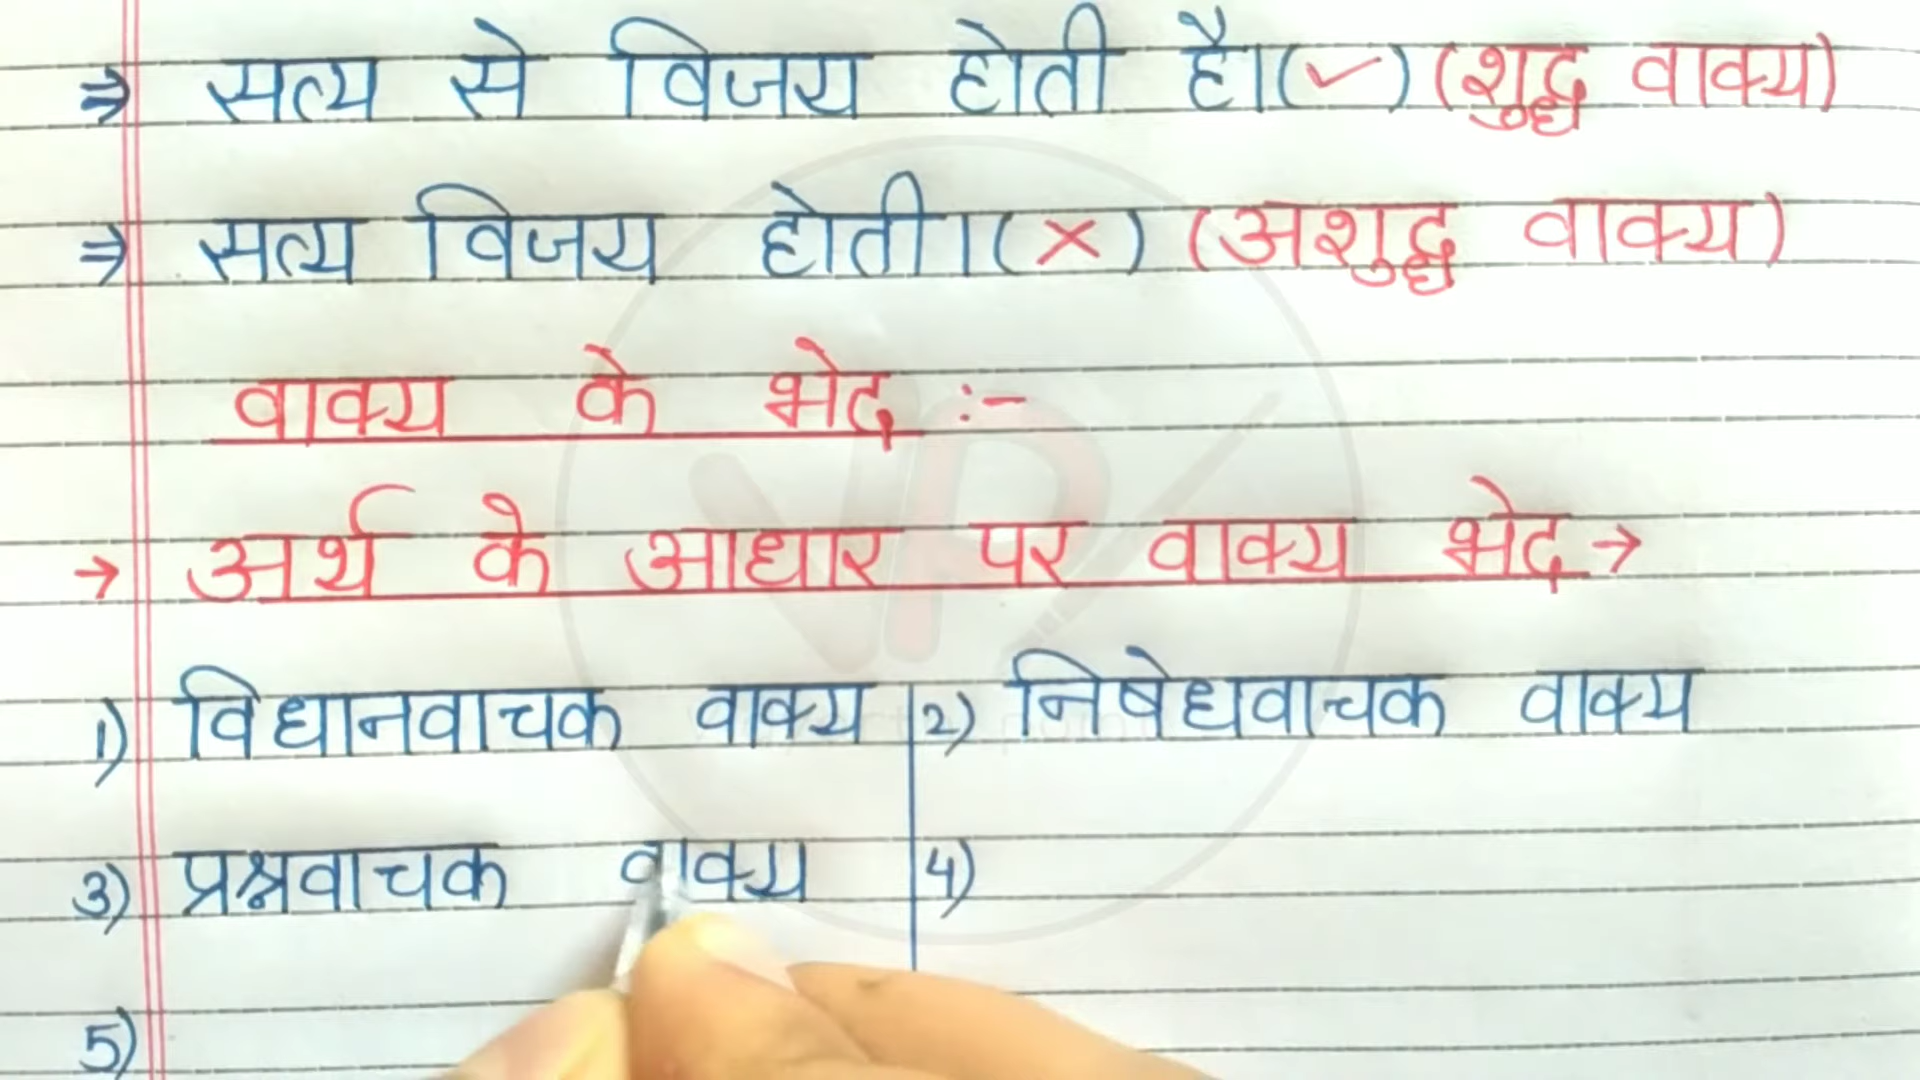 ⇒ सत्य से विजय होती है। (✓) (शुद्ध वाक्य)
⇒ सत्य विजय होती। (×) (अशुद्ध वाक्य)
वाक्य के भेद :-
→ अर्थ के आधार पर वाक्य भेद →
1) विधानवाचक वाक्य 2) निषेधवाचक वाक्य
3) प्रश्नवाचक वाक्य 4)
5)